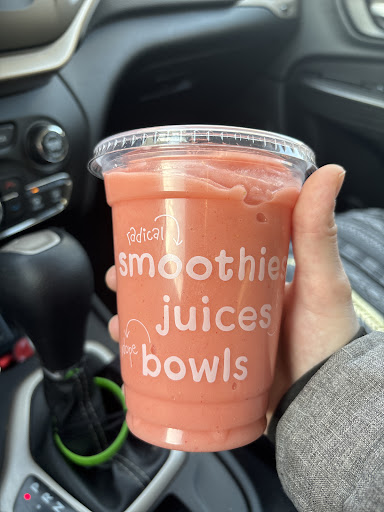 radical
smoothies
juices
bowls
P
R
N